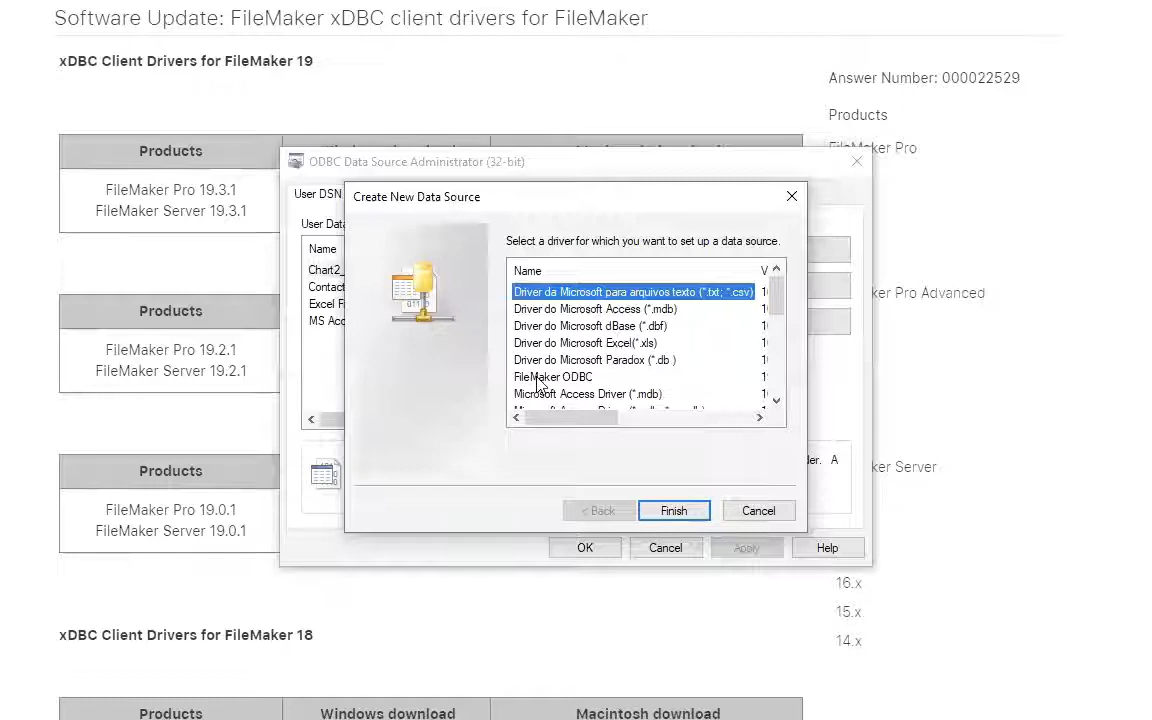 Software Update: FileMaker xDBC client drivers for FileMaker
xDBC Client Drivers for FileMaker 19
Answer Number: 000022529
Products
FileMaker Pro
ker Pro Advanced
ker Server
16.x
15.x
14.x
Products
FileMaker Pro 19.3.1
FileMaker Server 19.3.1
Products
FileMaker Pro 19.2.1
FileMaker Server 19.2.1
Products
FileMaker Pro 19.0.1
FileMaker Server 19.0.1
xDBC Client Drivers for FileMaker 18
Products Windows download Macintosh download
ODBC Data Source Administrator (32-bit)
User DSN
User Data
Name
Chart2_
Contact
Excel Fi
MS Acc
A
OK Cancel Apply Help
Create New Data Source
Select a driver for which you want to set up a data source.
Name V
Driver da Microsoft para arquivos texto (*.txt; *.csv)
Driver do Microsoft Access (*.mdb)
Driver do Microsoft dBase (*.dbf)
Driver do Microsoft Excel(*.xls)
Driver do Microsoft Paradox (*.db )
FileMaker ODBC
Microsoft Access Driver (*.mdb)
< Back Finish Cancel